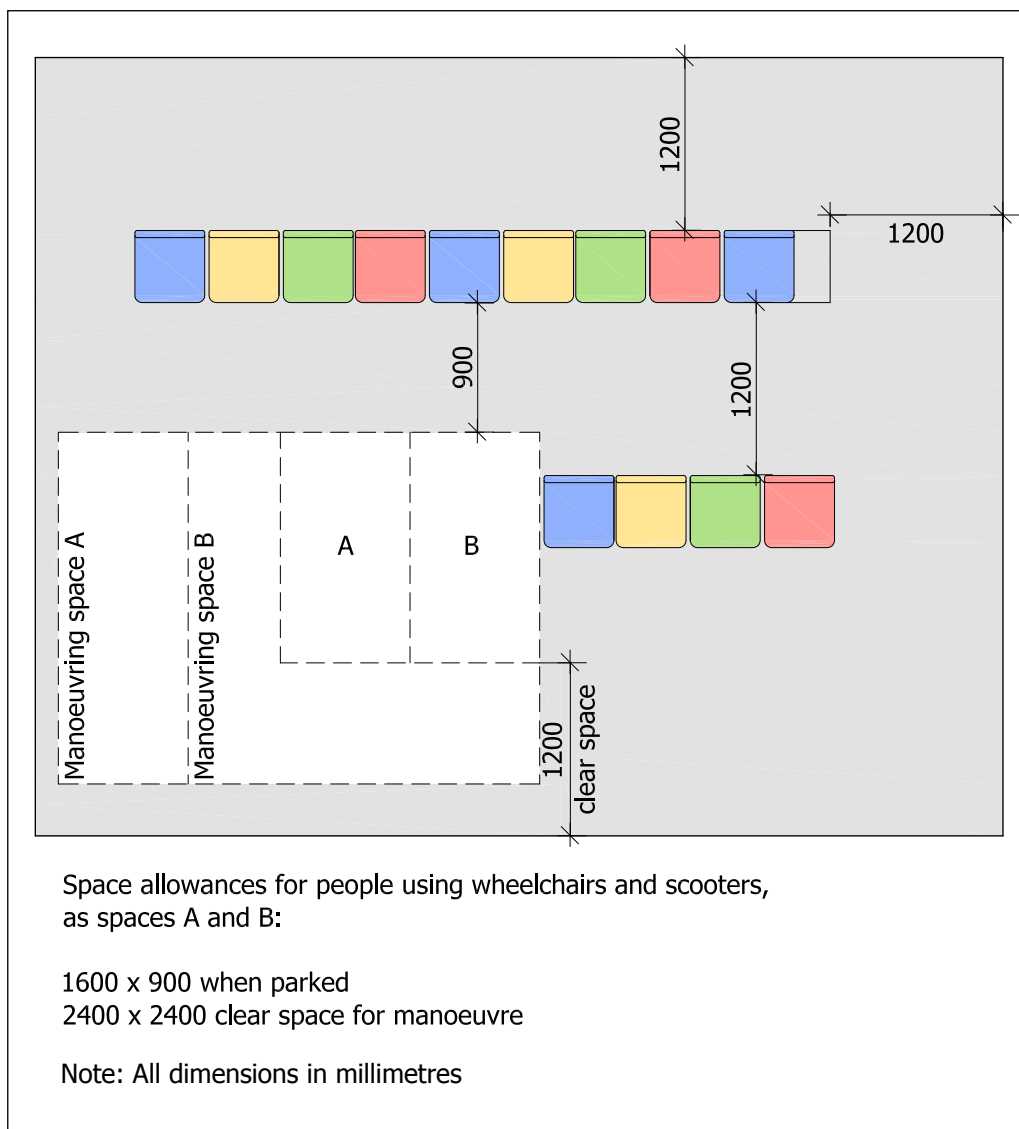 1200
1200
900
1200
Manoeuvring space A
Manoeuvring space B
A
B
1200
clear space
Space allowances for people using wheelchairs and scooters,
as spaces A and B:
1600 x 900 when parked
2400 x 2400 clear space for manoeuvre
Note: All dimensions in millimetres